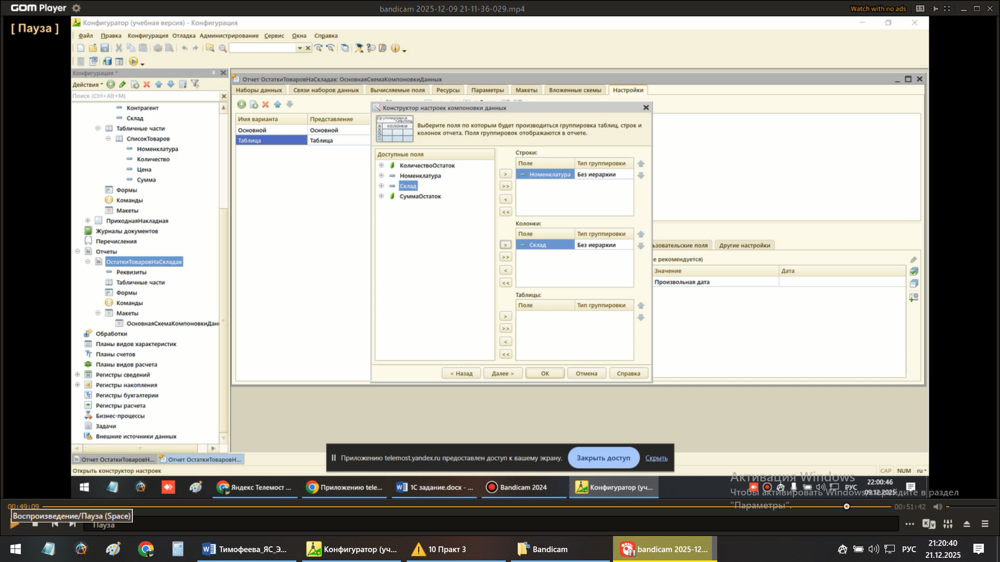 GOM Player
bandicam 2025-12-09 21-11-36-029.mp4
Watch with no ads
[ Пауза ]
Конфигуратор (учебная версия) - Конфигурация
Файл Правка Конфигурация Отладка Администрирование Сервис Окна Справка
Конфигурация *
Действия
Поиск (Ctrl+Alt+M)
Контрагент
Склад
Табличные части
СписокТоваров
Номенклатура
Количество
Цена
Сумма
Формы
Команды
Макеты
ПриходнаяНакладная
Журналы документов
Перечисления
Отчеты
ОстаткиТоваровНаСкладах
Реквизиты
Табличные части
Формы
Команды
Макеты
ОсновнаяСхемаКомпоновкиДан
Обработки
Планы видов характеристик
Планы счетов
Планы видов расчета
Регистры сведений
Регистры накопления
Регистры бухгалтерии
Регистры расчета
Бизнес-процессы
Задачи
Внешние источники данных
Отчет ОстаткиТоваровНаСкладах: ОсновнаяСхемаКомпоновкиДанных
Наборы данных Связи наборов данных Вычисляемые поля Ресурсы Параметры Макеты Вложенные схемы Настройки
Имя варианта Представление
Основной Основной
Таблица Таблица
Конструктор настроек компоновки данных
Группировка таблиц
колонки
строки
Выберите поля по которым будет производиться группировка таблиц, строк и
колонок отчета. Поля группировок отображаются в отчете.
Доступные поля
КоличествоОстаток
Номенклатура
Склад
СуммаОстаток
> >> < <<
Строки:
Поле Тип группировки
Номенклатура Без иерархии
> >> < <<
Колонки:
Поле Тип группировки
Склад Без иерархии
> >> < <<
Таблицы:
Поле Тип группировки
< Назад Далее > ОК Отмена Справка
ьзовательские поля Другие настройки
е рекомендуется)
Значение Дата
Произвольная дата
Отчет ОстаткиТоваровН... Отчет ОстаткиТоваровН...
Приложению telemost.yandex.ru предоставлен доступ к вашему экрану. Закрыть доступ Скрыть
Открыть конструктор настроек
CAP NUM ru
Яндекс Телемост ... Приложению tele... 1С задание.docx - ... Bandicam 2024 Конфигуратор (уч...
РУС 22:00:46
09.12.2025
Активация Windows
Чтобы активировать Windows, перейдите в раздел
"Параметры".
00:49:09
00:51:42
Воспроизведение/Пауза (Space)
Пауза
Тимофеева_ЯС_Э... Конфигуратор (уч... 10 Практ 3 Bandicam bandicam 2025-12...
РУС 21:20:40
21.12.2025